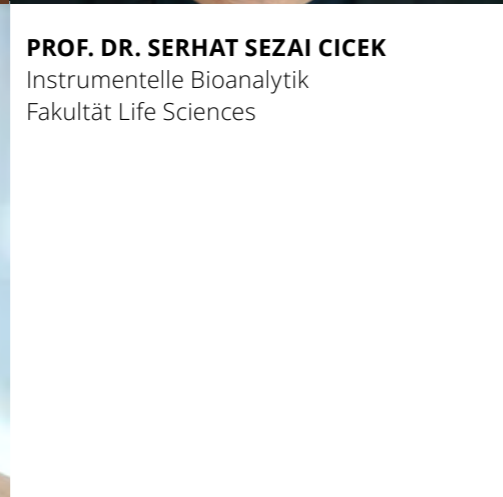 PROF. DR. SERHAT SEZAI CICEK
Instrumentelle Bioanalytik
Fakultät Life Sciences